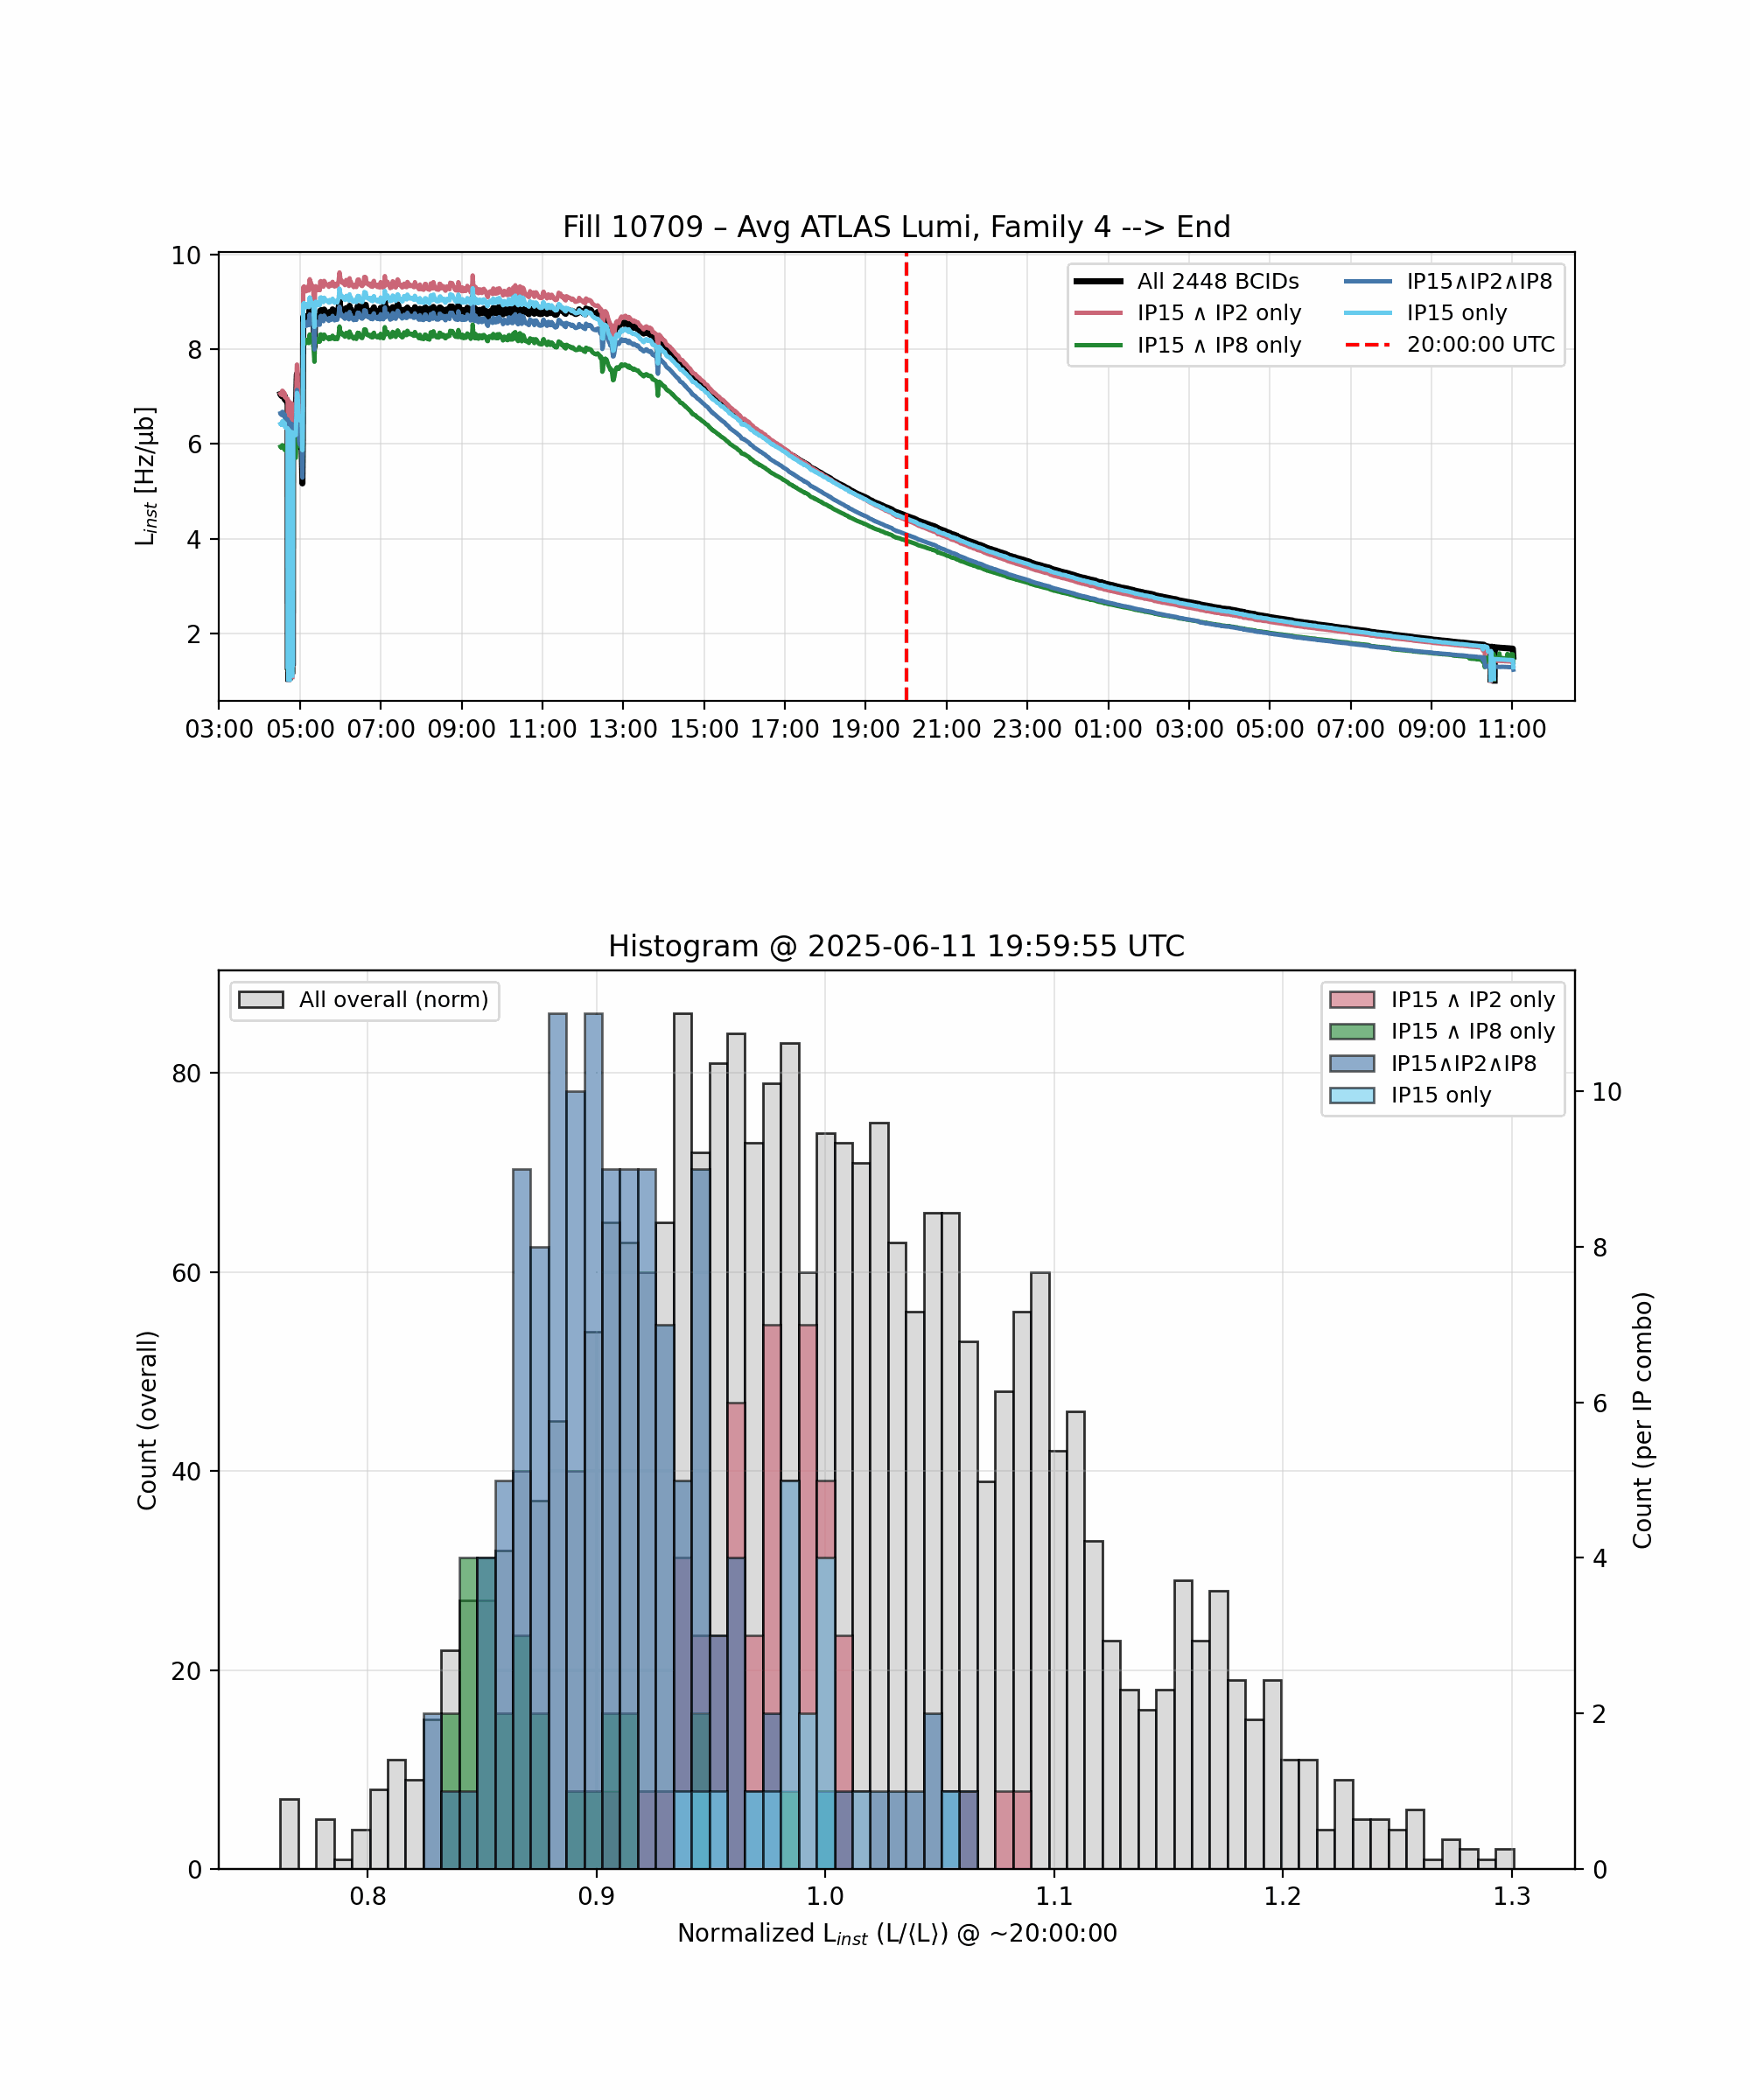 Fill 10709 – Avg ATLAS Lumi, Family 4 --> End
L_inst [Hz/μb]
10
8
6
4
2
All 2448 BCIDs
IP15 ∧ IP2 only
IP15 ∧ IP8 only
IP15∧IP2∧IP8
IP15 only
20:00:00 UTC
03:00 05:00 07:00 09:00 11:00 13:00 15:00 17:00 19:00 21:00 23:00 01:00 03:00 05:00 07:00 09:00 11:00
Histogram @ 2025-06-11 19:59:55 UTC
Count (overall)
80
60
40
20
0
All overall (norm)
IP15 ∧ IP2 only
IP15 ∧ IP8 only
IP15∧IP2∧IP8
IP15 only
10
8
6
4
2
0
Count (per IP combo)
0.8 0.9 1.0 1.1 1.2 1.3
Normalized L_inst (L/⟨L⟩) @ ~20:00:00